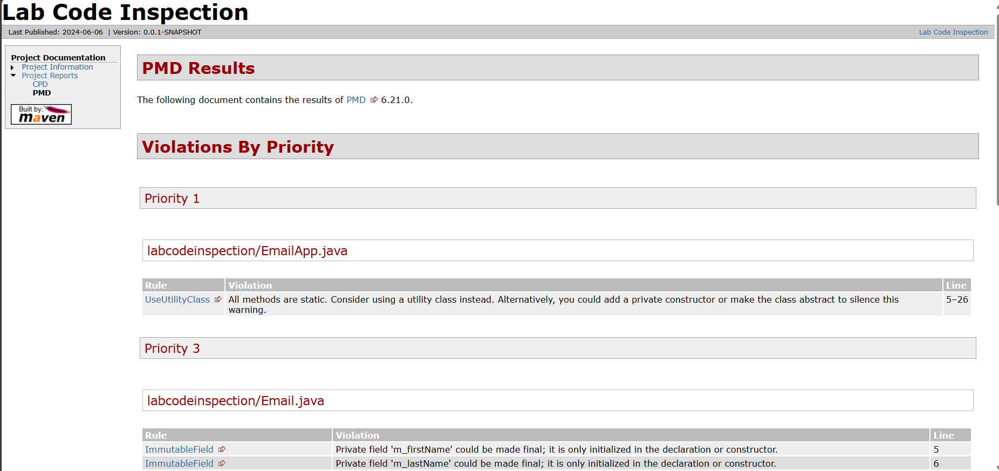 Lab Code Inspection
Last Published: 2024-06-06 | Version: 0.0.1-SNAPSHOT
Lab Code Inspection
Project Documentation
Project Information
Project Reports
CPD
PMD
Built by:
maven
PMD Results
The following document contains the results of PMD 6.21.0.
Violations By Priority
Priority 1
labcodeinspection/EmailApp.java
Rule Violation Line
UseUtilityClass All methods are static. Consider using a utility class instead. Alternatively, you could add a private constructor or make the class abstract to silence this 5–26
warning.
Priority 3
labcodeinspection/Email.java
Rule Violation Line
ImmutableField Private field 'm_firstName' could be made final; it is only initialized in the declaration or constructor. 5
ImmutableField Private field 'm_lastName' could be made final; it is only initialized in the declaration or constructor. 6